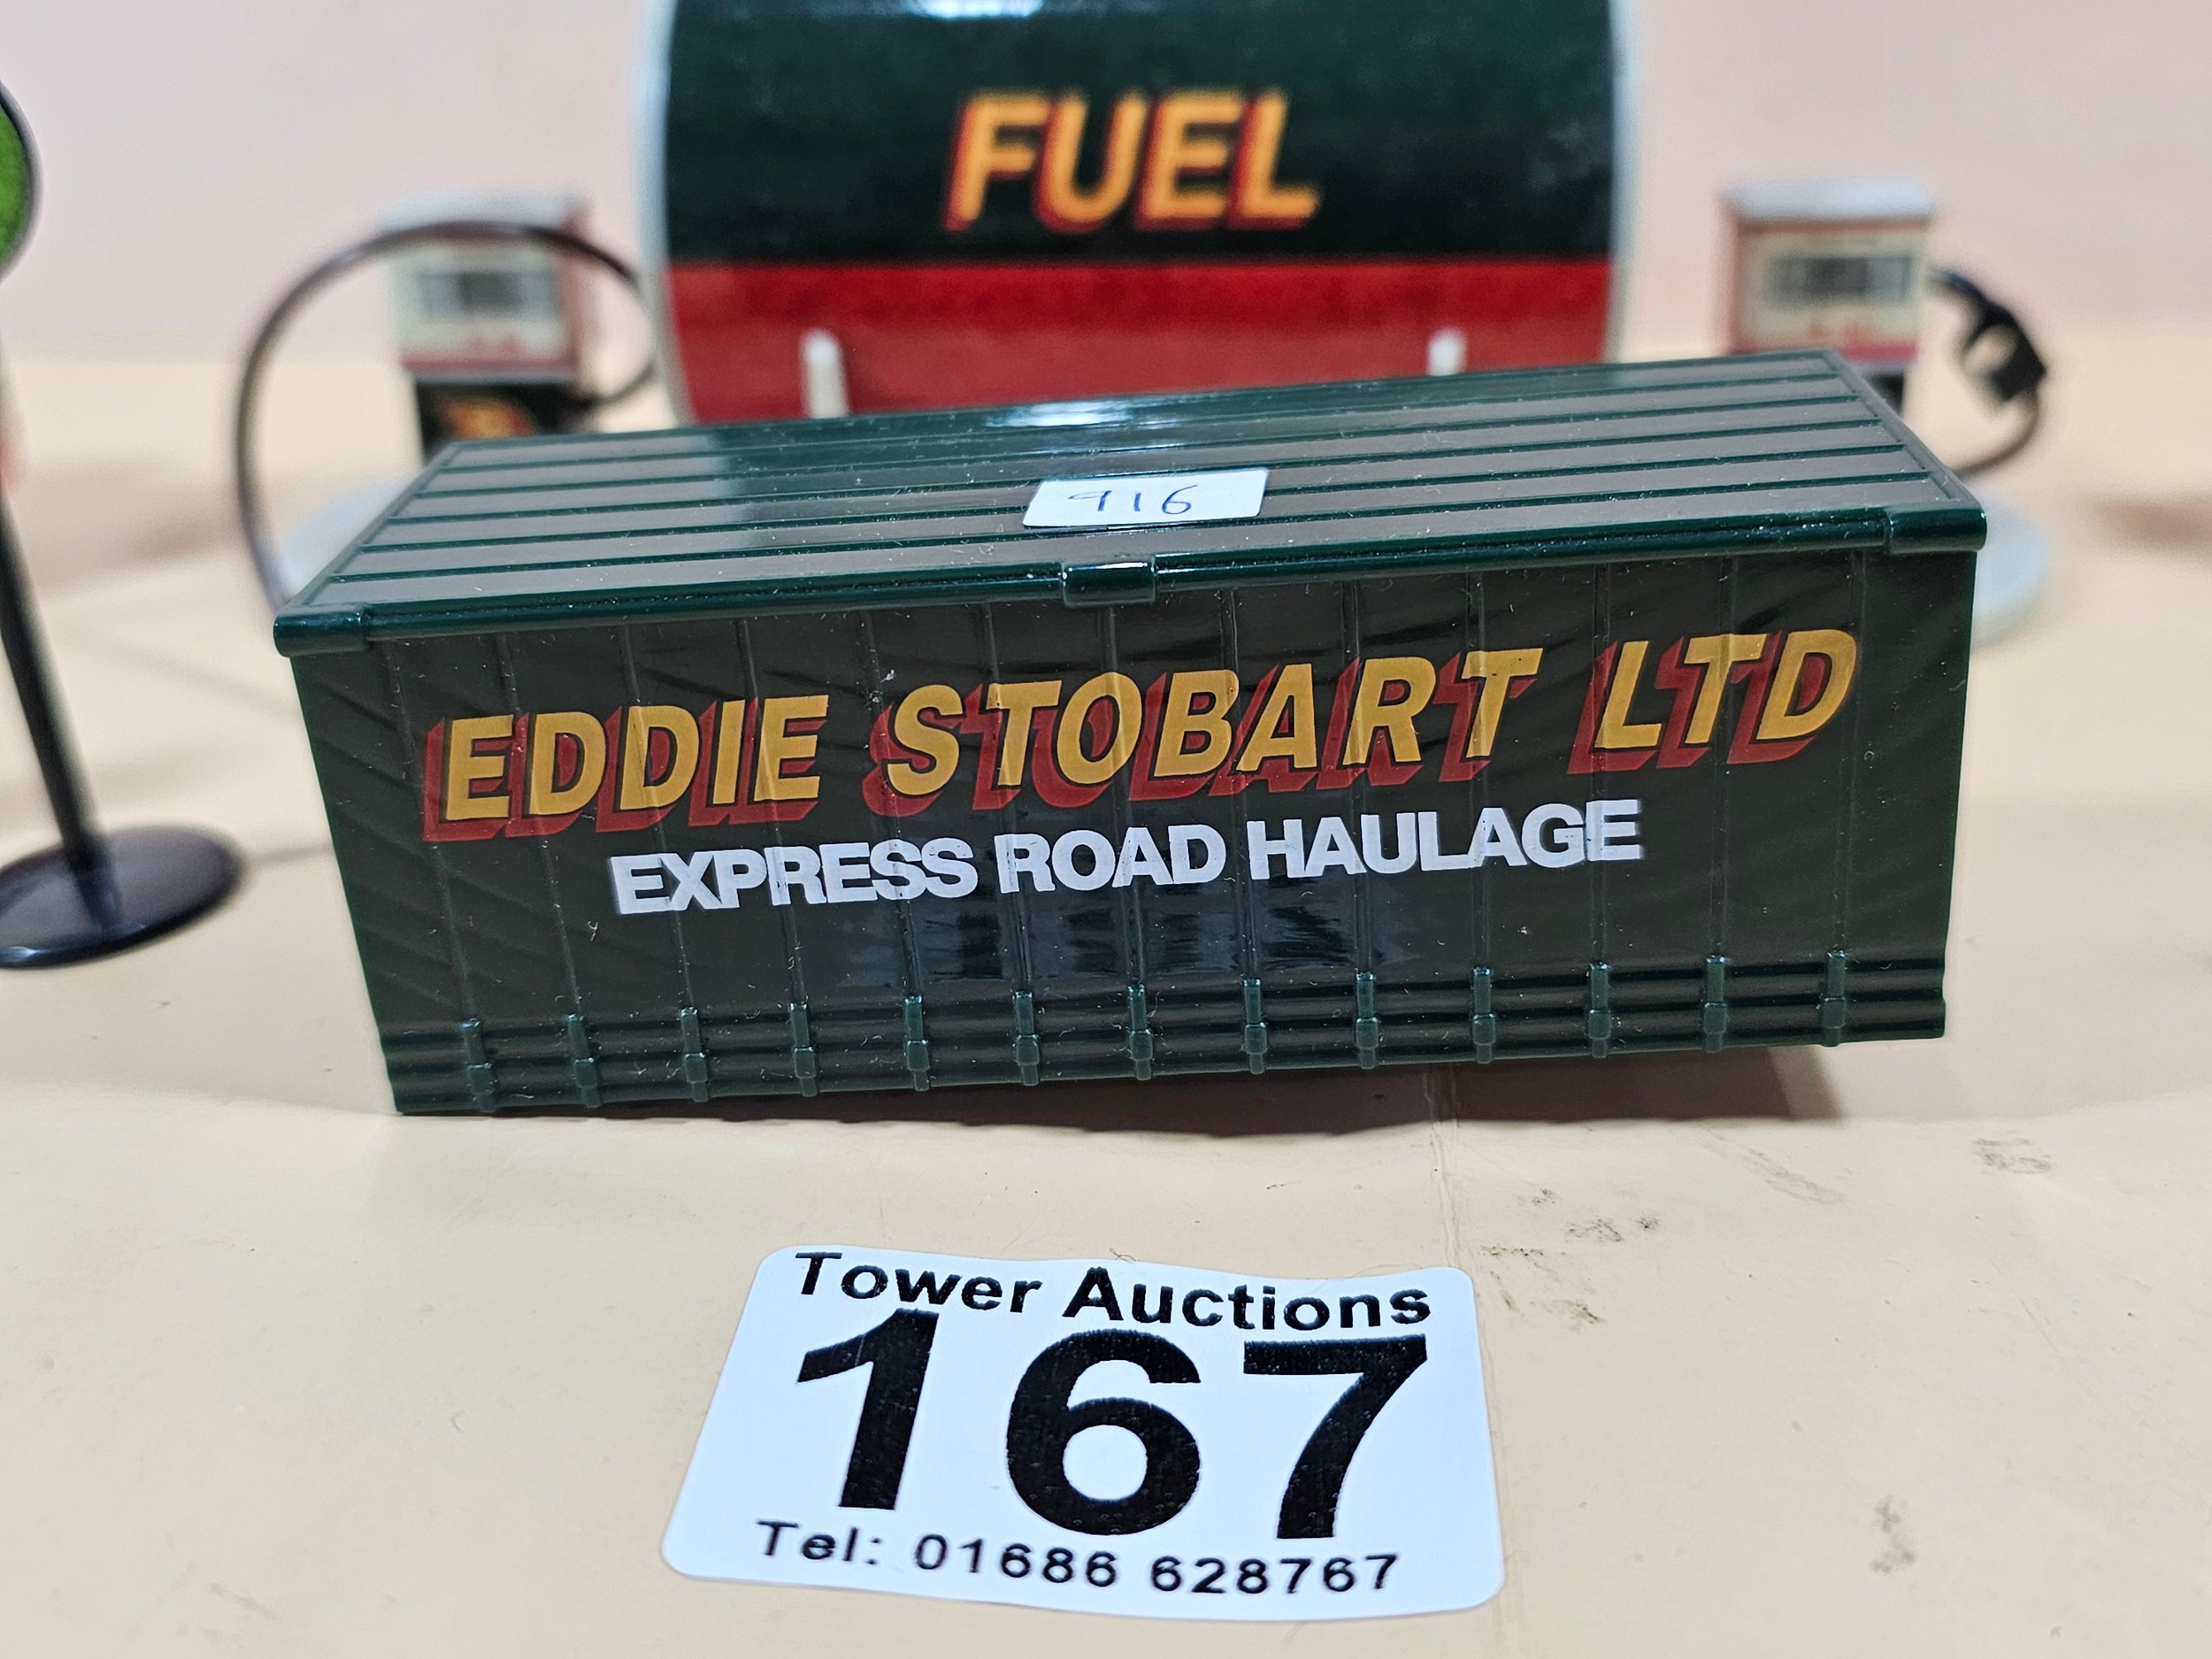 FUEL
916
EDDIE STOBART LTD
EXPRESS ROAD HAULAGE
Tower Auctions
167
Tel: 01686 628767